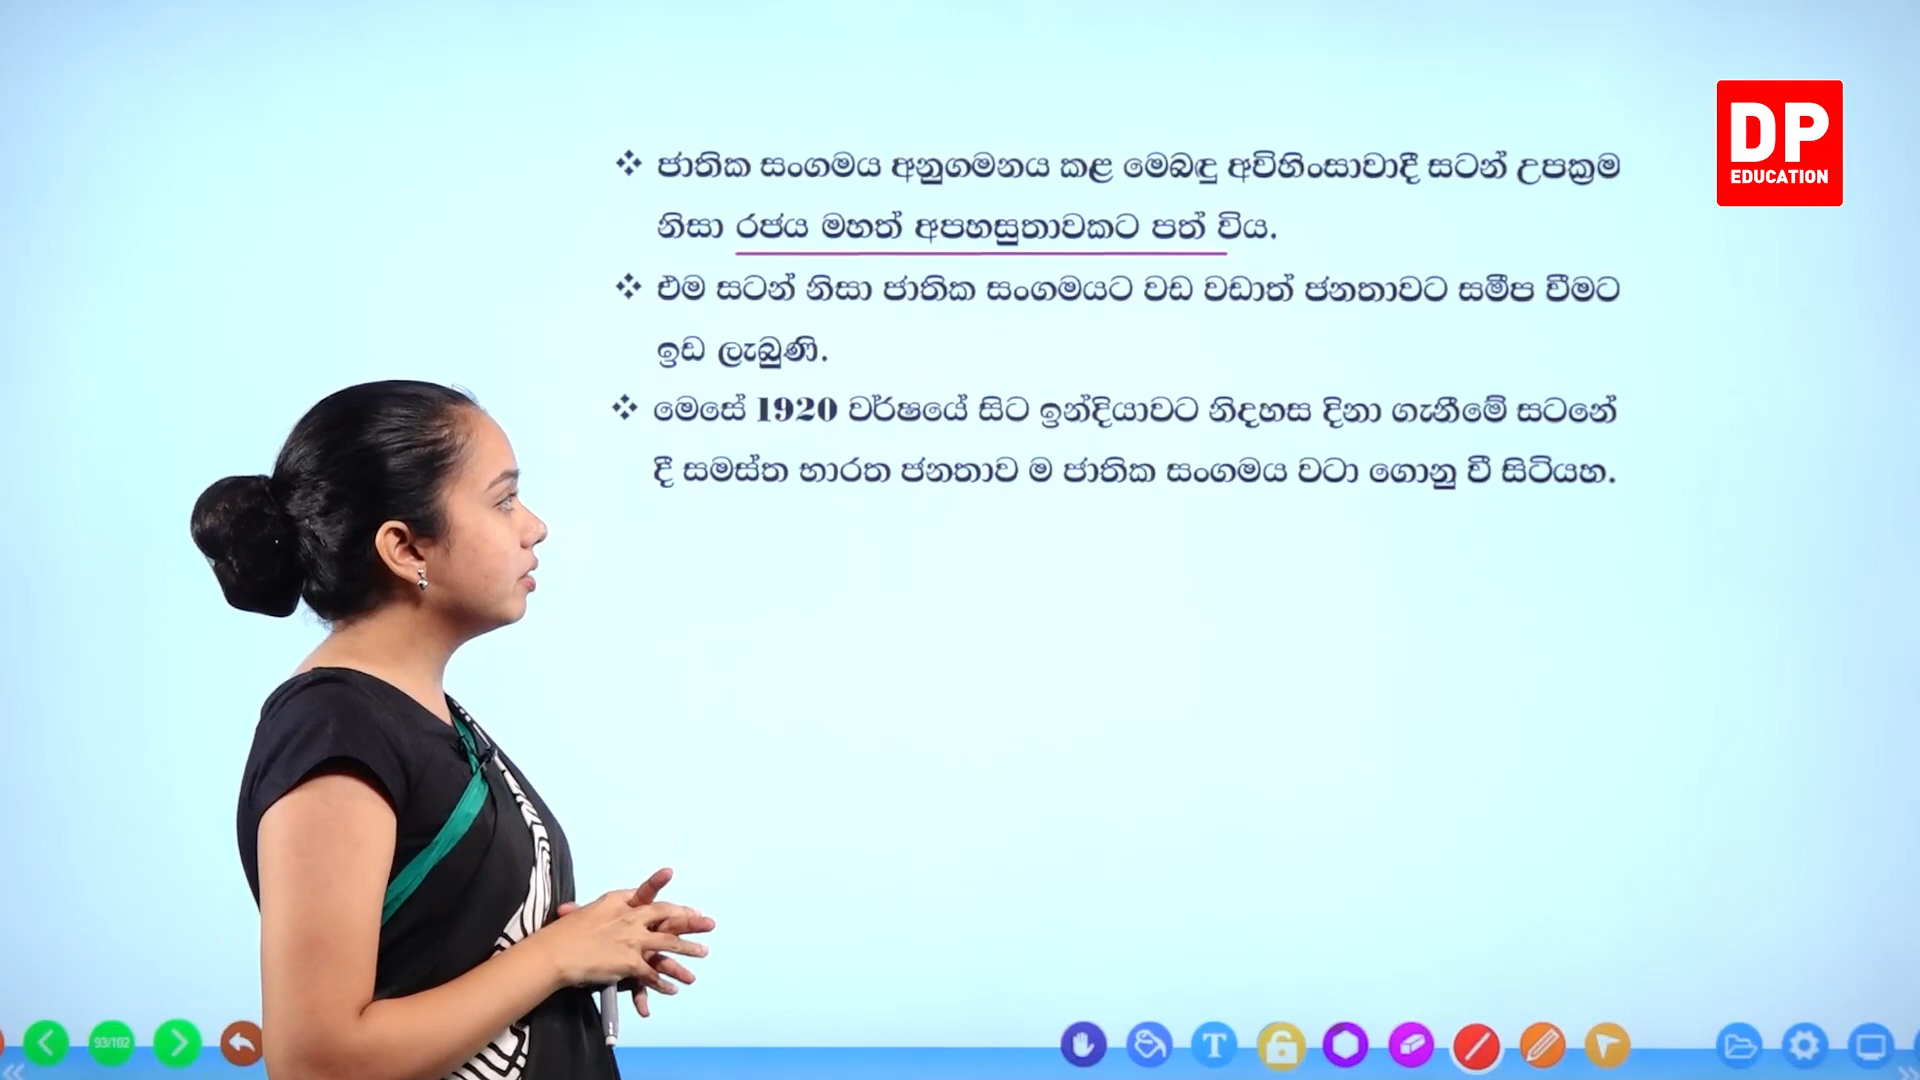 DP
EDUCATION
❖ ජාතික සංගමය අනුගමනය කළ මෙබඳු අවිහිංසාවාදී සටන් උපක්‍රම
නිසා රජය මහත් අපහසුතාවකට පත් විය.
❖ එම සටන් නිසා ජාතික සංගමයට වඩ වඩාත් ජනතාවට සමීප වීමට
ඉඩ ලැබුණි.
❖ මෙසේ 1920 වර්ෂයේ සිට ඉන්දියාවට නිදහස දිනා ගැනීමේ සටනේ
දී සමස්ත භාරත ජනතාව ම ජාතික සංගමය වටා ගොනු වී සිටියහ.
93/102
T